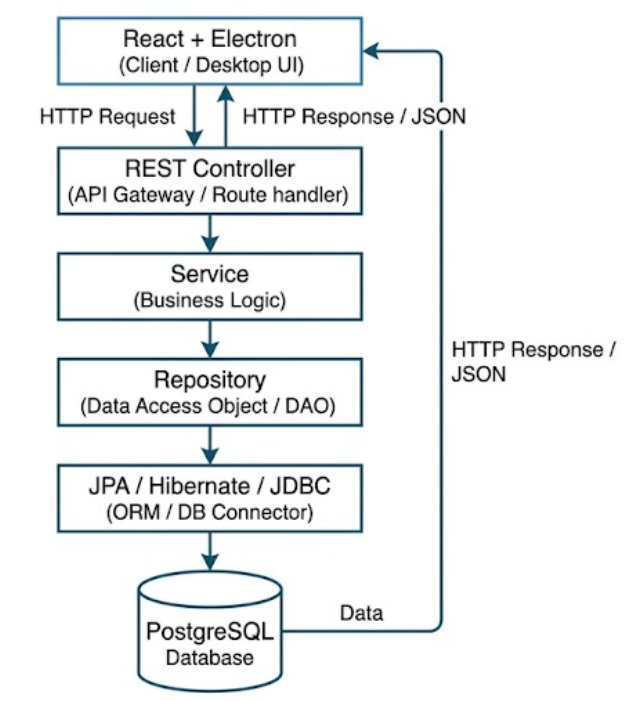 React + Electron
(Client / Desktop UI)
HTTP Request
HTTP Response / JSON
REST Controller
(API Gateway / Route handler)
Service
(Business Logic)
HTTP Response /
JSON
Repository
(Data Access Object / DAO)
JPA / Hibernate / JDBC
(ORM / DB Connector)
Data
PostgreSQL
Database